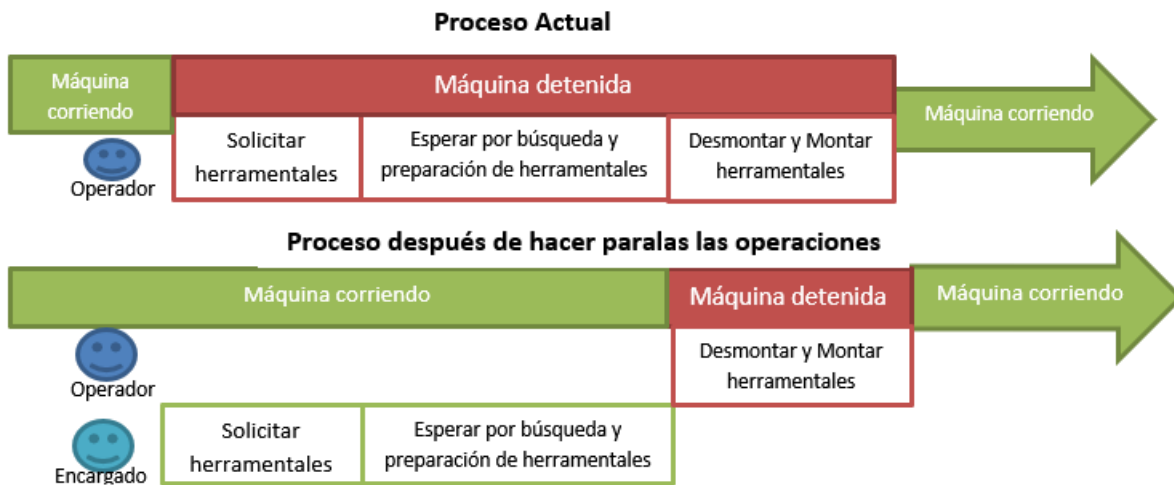 Proceso Actual
Máquina
corriendo
Máquina detenida
Máquina corriendo
Operador
Solicitar
herramentales
Esperar por búsqueda y
preparación de herramentales
Desmontar y Montar
herramentales
Proceso después de hacer paralas las operaciones
Máquina corriendo
Máquina detenida
Máquina corriendo
Operador
Desmontar y Montar
herramentales
Encargado
Solicitar
herramentales
Esperar por búsqueda y
preparación de herramentales